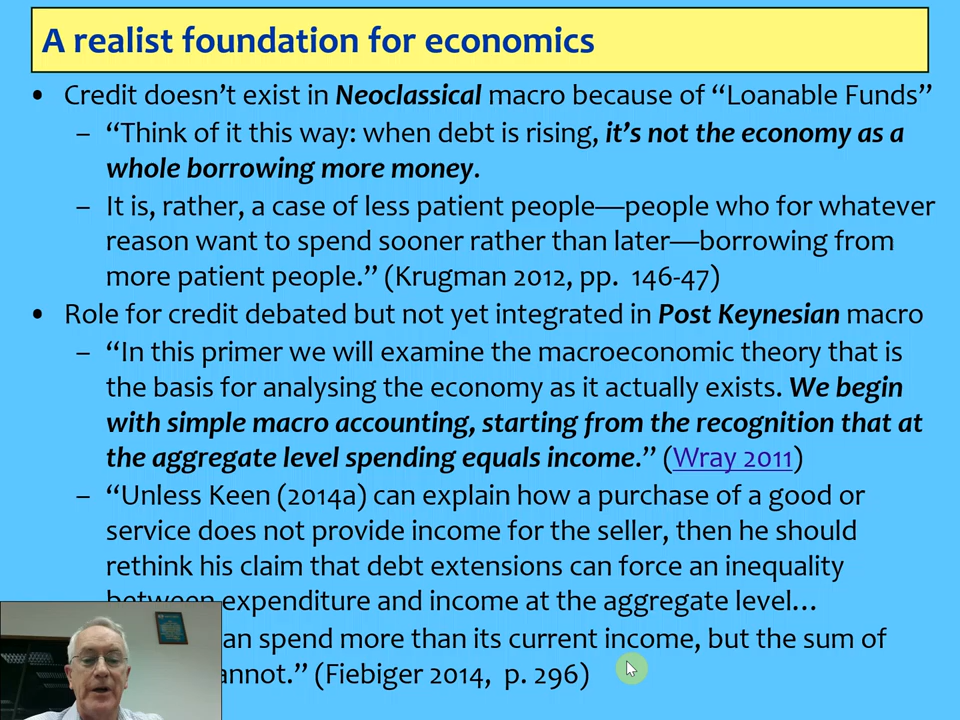 A realist foundation for economics
• Credit doesn't exist in Neoclassical macro because of “Loanable Funds”
– “Think of it this way: when debt is rising, it's not the economy as a
whole borrowing more money.
– It is, rather, a case of less patient people—people who for whatever
reason want to spend sooner rather than later—borrowing from
more patient people.” (Krugman 2012, pp. 146-47)
• Role for credit debated but not yet integrated in Post Keynesian macro
– “In this primer we will examine the macroeconomic theory that is
the basis for analysing the economy as it actually exists. We begin
with simple macro accounting, starting from the recognition that at
the aggregate level spending equals income.” (Wray 2011)
– “Unless Keen (2014a) can explain how a purchase of a good or
service does not provide income for the seller, then he should
rethink his claim that debt extensions can force an inequality
between expenditure and income at the aggregate level…
an spend more than its current income, but the sum of
annot.” (Fiebiger 2014, p. 296)